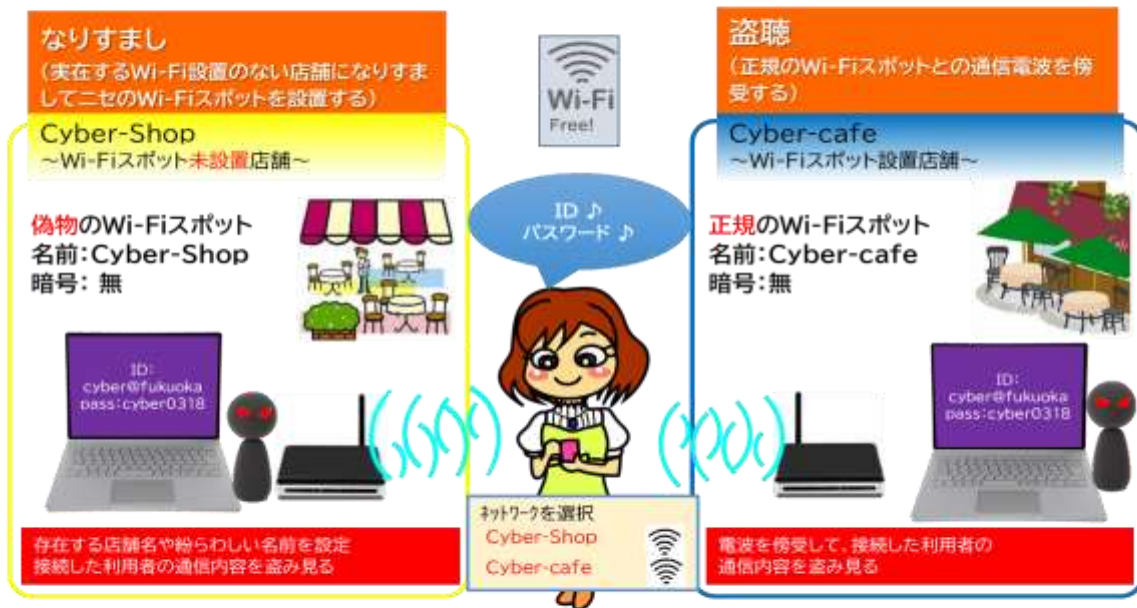 なりすまし
（実在するWi-Fi設置のない店舗になりすま
してニセのWi-Fiスポットを設置する）
Cyber-Shop
～Wi-Fiスポット未設置店舗～
偽物のWi-Fiスポット
名前：Cyber-Shop
暗号： 無
ID：
cyber@fukuoka
pass：cyber0318
存在する店舗名や紛らわしい名前を設定
接続した利用者の通信内容を盗み見る
Wi-Fi
Free!
ID ♪
パスワード ♪
ﾈｯﾄﾜｰｸを選択
Cyber-Shop
Cyber-cafe
盗聴
（正規のWi-Fiスポットとの通信電波を傍
受する）
Cyber-cafe
～Wi-Fiスポット設置店舗～
正規のWi-Fiスポット
名前：Cyber-cafe
暗号：無
ID：
cyber@fukuoka
pass：cyber0318
電波を傍受して、接続した利用者の
通信内容を盗み見る